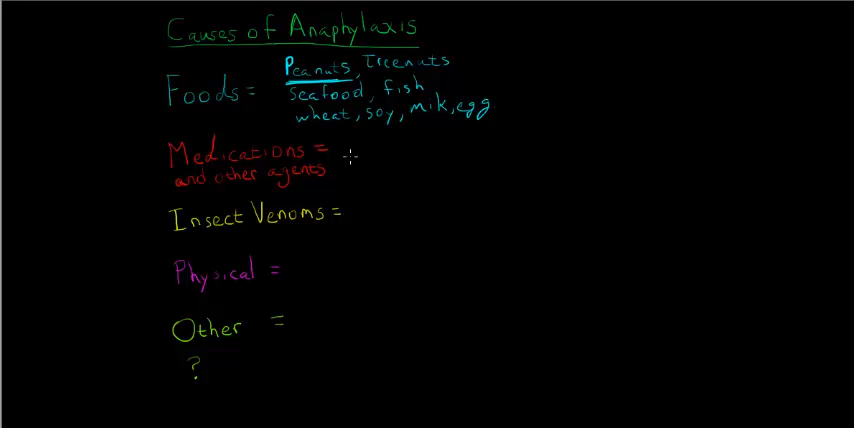 Causes of Anaphylaxis
Peanuts, Treenuts
Foods = seafood, fish
wheat, soy, milk, egg
Medications =
and other agents
Insect Venoms =
Physical =
Other =
?